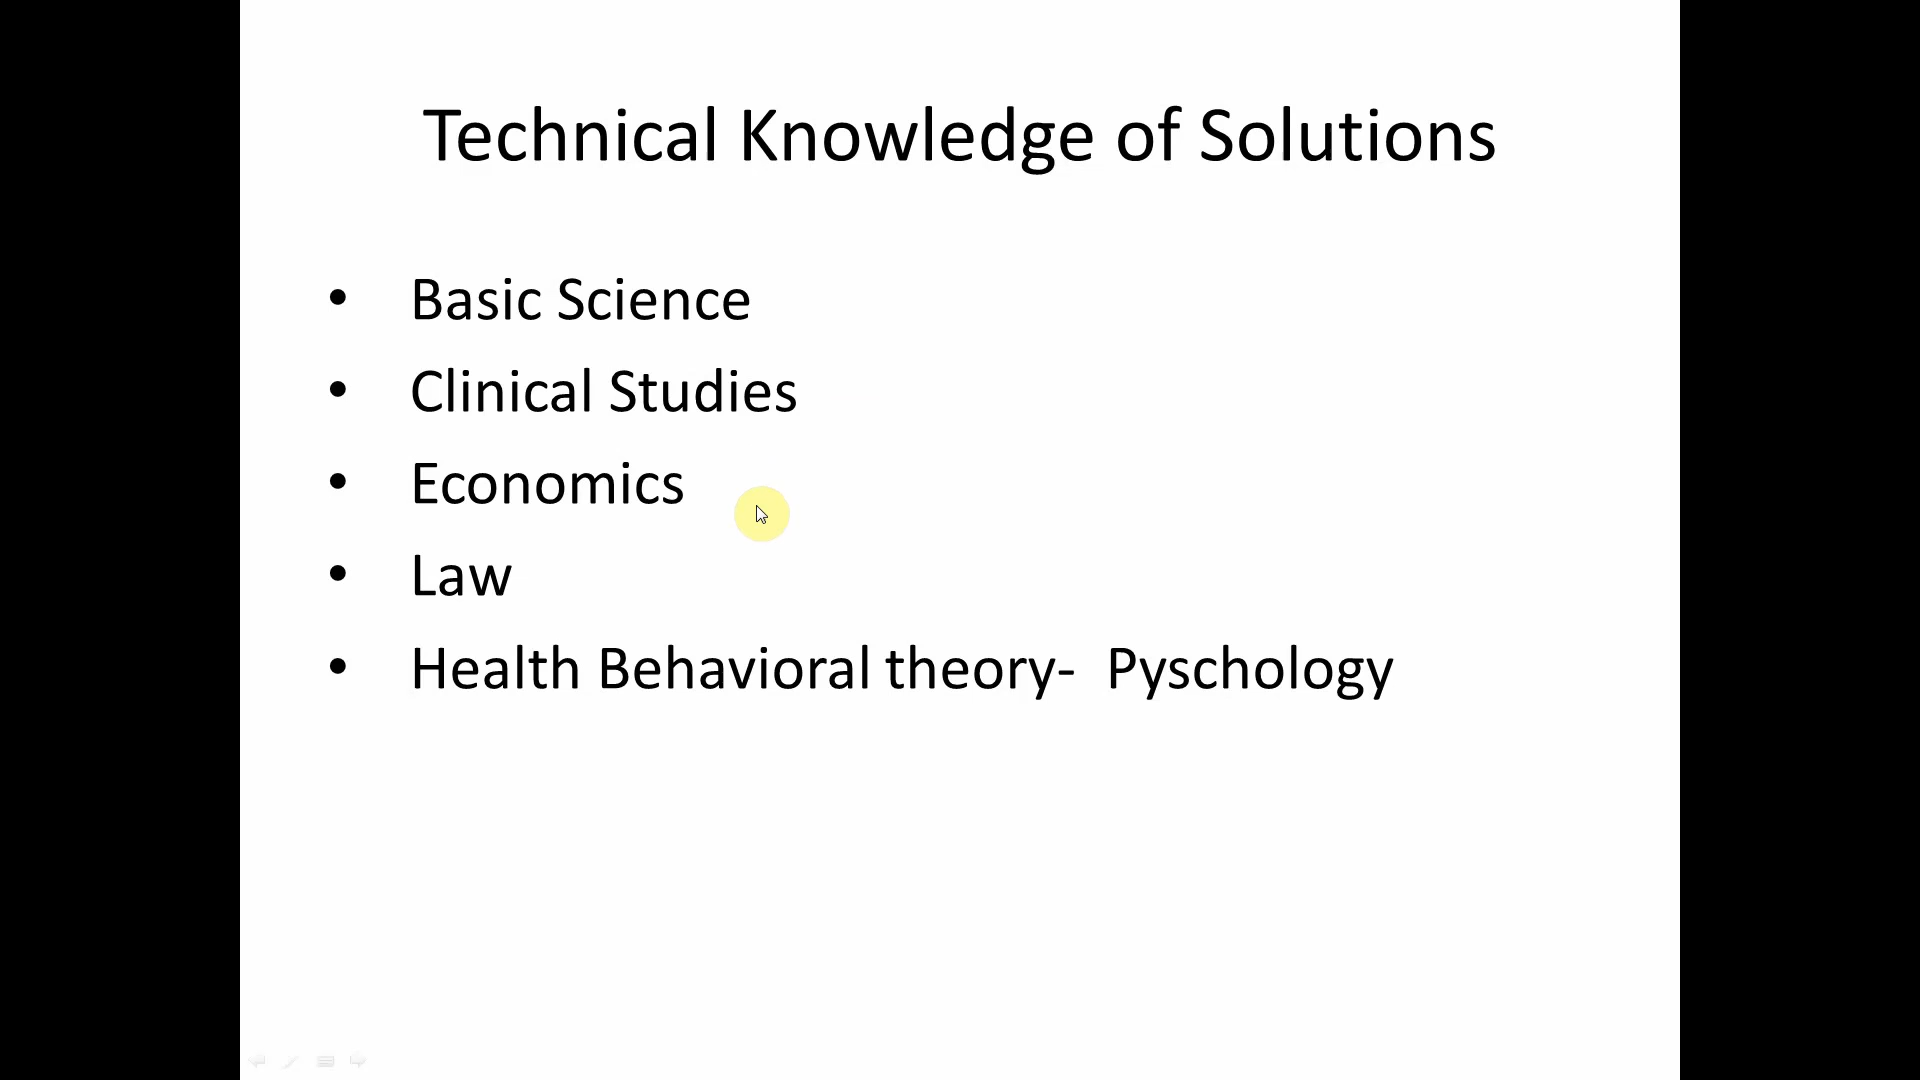 Technical Knowledge of Solutions
• Basic Science
• Clinical Studies
• Economics
• Law
• Health Behavioral theory-  Pyschology